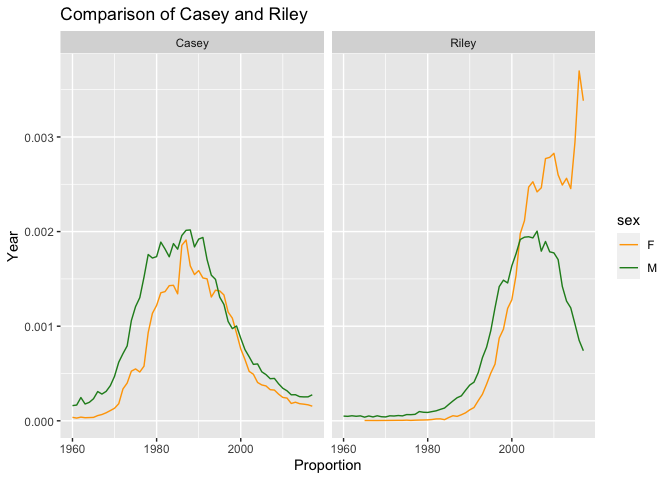 Comparison of Casey and Riley
Casey
Riley
0.003
0.002
0.001
0.000
Year
1960
1980
2000
1960
1980
2000
Proportion
sex
F
M